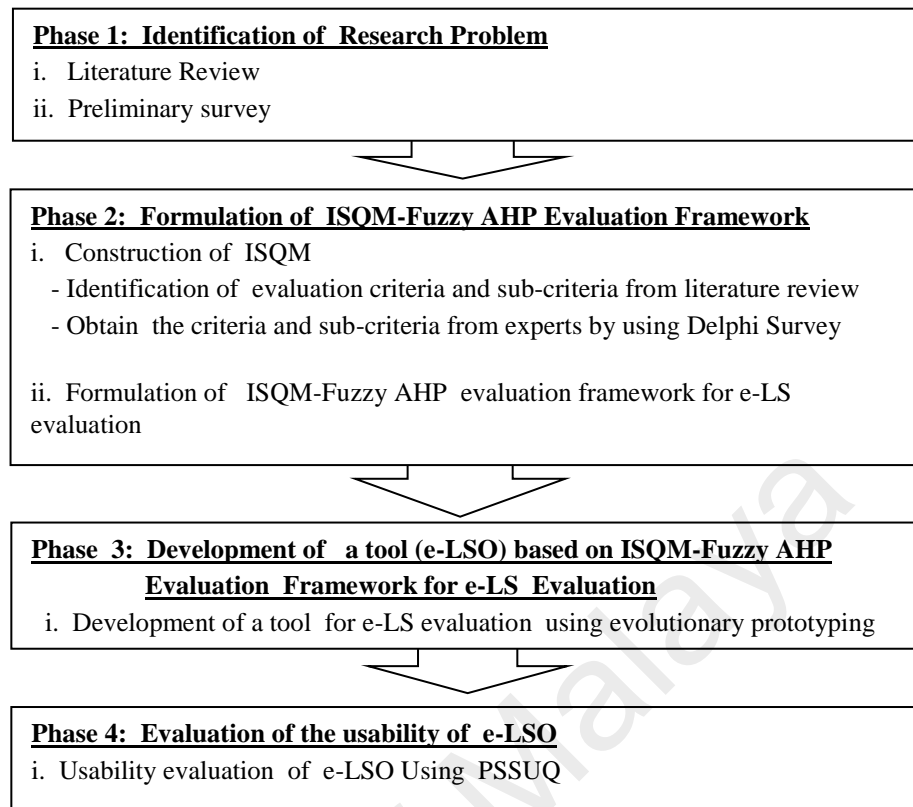 Phase 1: Identification of Research Problem
i. Literature Review
ii. Preliminary survey
Phase 2: Formulation of ISQM-Fuzzy AHP Evaluation Framework
i. Construction of ISQM
- Identification of evaluation criteria and sub-criteria from literature review
- Obtain the criteria and sub-criteria from experts by using Delphi Survey
ii. Formulation of ISQM-Fuzzy AHP evaluation framework for e-LS
evaluation
Phase 3: Development of a tool (e-LSO) based on ISQM-Fuzzy AHP
Evaluation Framework for e-LS Evaluation
i. Development of a tool for e-LS evaluation using evolutionary prototyping
Phase 4: Evaluation of the usability of e-LSO
i. Usability evaluation of e-LSO Using PSSUQ
Malaya